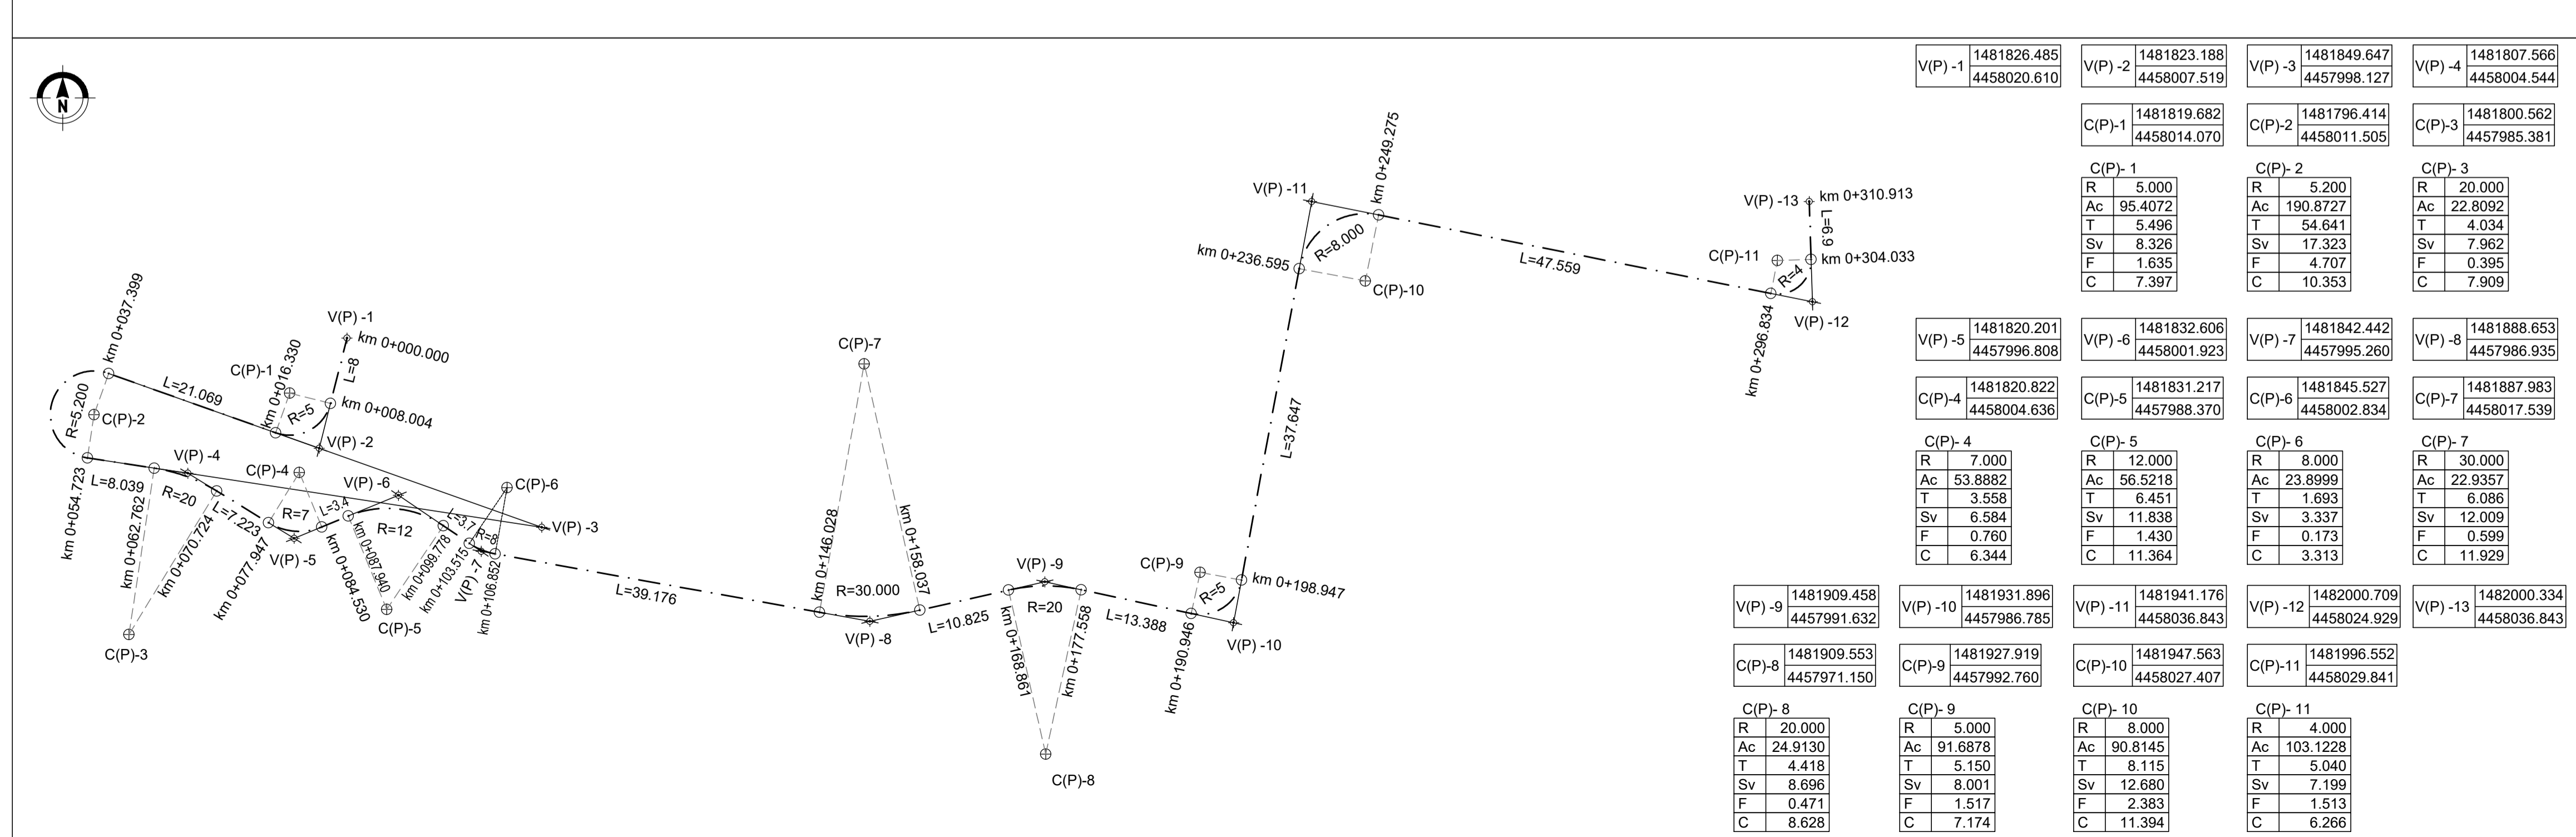 N
V(P) -1
km 0+000.000
L=8
km 0+008.004
C(P)-1
R=5
km 0+016.330
V(P) -2
L=21.069
km 0+037.399
R=5.200
C(P)-2
km 0+054.723
L=8.039
V(P) -3
km 0+062.762
R=20
V(P) -4
C(P)-3
km 0+070.724
L=7.223
km 0+077.947
C(P)-4
R=7
V(P) -5
km 0+084.530
L=3.4
km 0+087.940
V(P) -6
R=12
C(P)-5
km 0+099.778
L=3.7
km 0+103.515
R=8
V(P) -7
C(P)-6
km 0+106.852
L=39.176
km 0+146.028
C(P)-7
R=30.000
V(P) -8
km 0+158.037
L=10.825
km 0+168.861
V(P) -9
R=20
C(P)-8
km 0+177.558
L=13.388
km 0+190.946
C(P)-9
R=5
V(P) -10
km 0+198.947
L=37.647
km 0+236.595
V(P) -11
R=8.000
C(P)-10
km 0+249.275
L=47.559
km 0+296.834
C(P)-11
R=4
V(P) -12
km 0+304.033
L=6.9
V(P) -13
km 0+310.913
V(P) -1 1481826.485
4458020.610
V(P) -2 1481823.188
4458007.519
V(P) -3 1481849.647
4457998.127
V(P) -4 1481807.566
4458004.544
C(P)-1 1481819.682
4458014.070
C(P)-2 1481796.414
4458011.505
C(P)-3 1481800.562
4457985.381
C(P)- 1
R 5.000
Ac 95.4072
T 5.496
Sv 8.326
F 1.635
C 7.397
C(P)- 2
R 5.200
Ac 190.8727
T 54.641
Sv 17.323
F 4.707
C 10.353
C(P)- 3
R 20.000
Ac 22.8092
T 4.034
Sv 7.962
F 0.395
C 7.909
V(P) -5 1481820.201
4457996.808
V(P) -6 1481832.606
4458001.923
V(P) -7 1481842.442
4457995.260
V(P) -8 1481888.653
4457986.935
C(P)-4 1481820.822
4458004.636
C(P)-5 1481831.217
4457988.370
C(P)-6 1481845.527
4458002.834
C(P)-7 1481887.983
4458017.539
C(P)- 4
R 7.000
Ac 53.8882
T 3.558
Sv 6.584
F 0.760
C 6.344
C(P)- 5
R 12.000
Ac 56.5218
T 6.451
Sv 11.838
F 1.430
C 11.364
C(P)- 6
R 8.000
Ac 23.8999
T 1.693
Sv 3.337
F 0.173
C 3.313
C(P)- 7
R 30.000
Ac 22.9357
T 6.086
Sv 12.009
F 0.599
C 11.929
V(P) -9 1481909.458
4457991.632
V(P) -10 1481931.896
4457986.785
V(P) -11 1481941.176
4458036.843
V(P) -12 1482000.709
4458024.929
V(P) -13 1482000.334
4458036.843
C(P)-8 1481909.553
4457971.150
C(P)-9 1481927.919
4457992.760
C(P)-10 1481947.563
4458027.407
C(P)-11 1481996.552
4458029.841
C(P)- 8
R 20.000
Ac 24.9130
T 4.418
Sv 8.696
F 0.471
C 8.628
C(P)- 9
R 5.000
Ac 91.6878
T 5.150
Sv 8.001
F 1.517
C 7.174
C(P)- 10
R 8.000
Ac 90.8145
T 8.115
Sv 12.680
F 2.383
C 11.394
C(P)- 11
R 4.000
Ac 103.1228
T 5.040
Sv 7.199
F 1.513
C 6.266